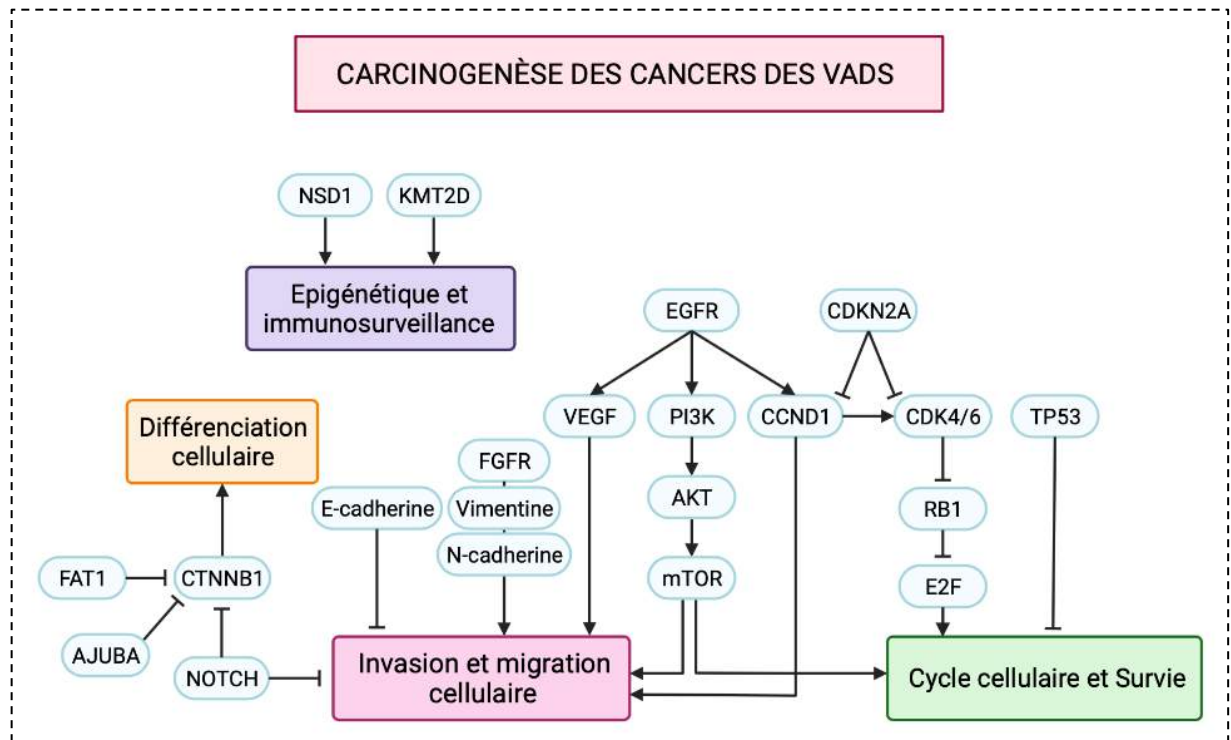 CARCINOGENÈSE DES CANCERS DES VADS
NSD1
KMT2D
Epigénétique et
immunosurveillance
EGFR
CDKN2A
Différenciation
cellulaire
VEGF
PI3K
CCND1
CDK4/6
TP53
FGFR
E-cadherine
Vimentine
AKT
RB1
N-cadherine
FAT1
CTNNB1
mTOR
E2F
AJUBA
NOTCH
Invasion et migration
cellulaire
Cycle cellulaire et Survie